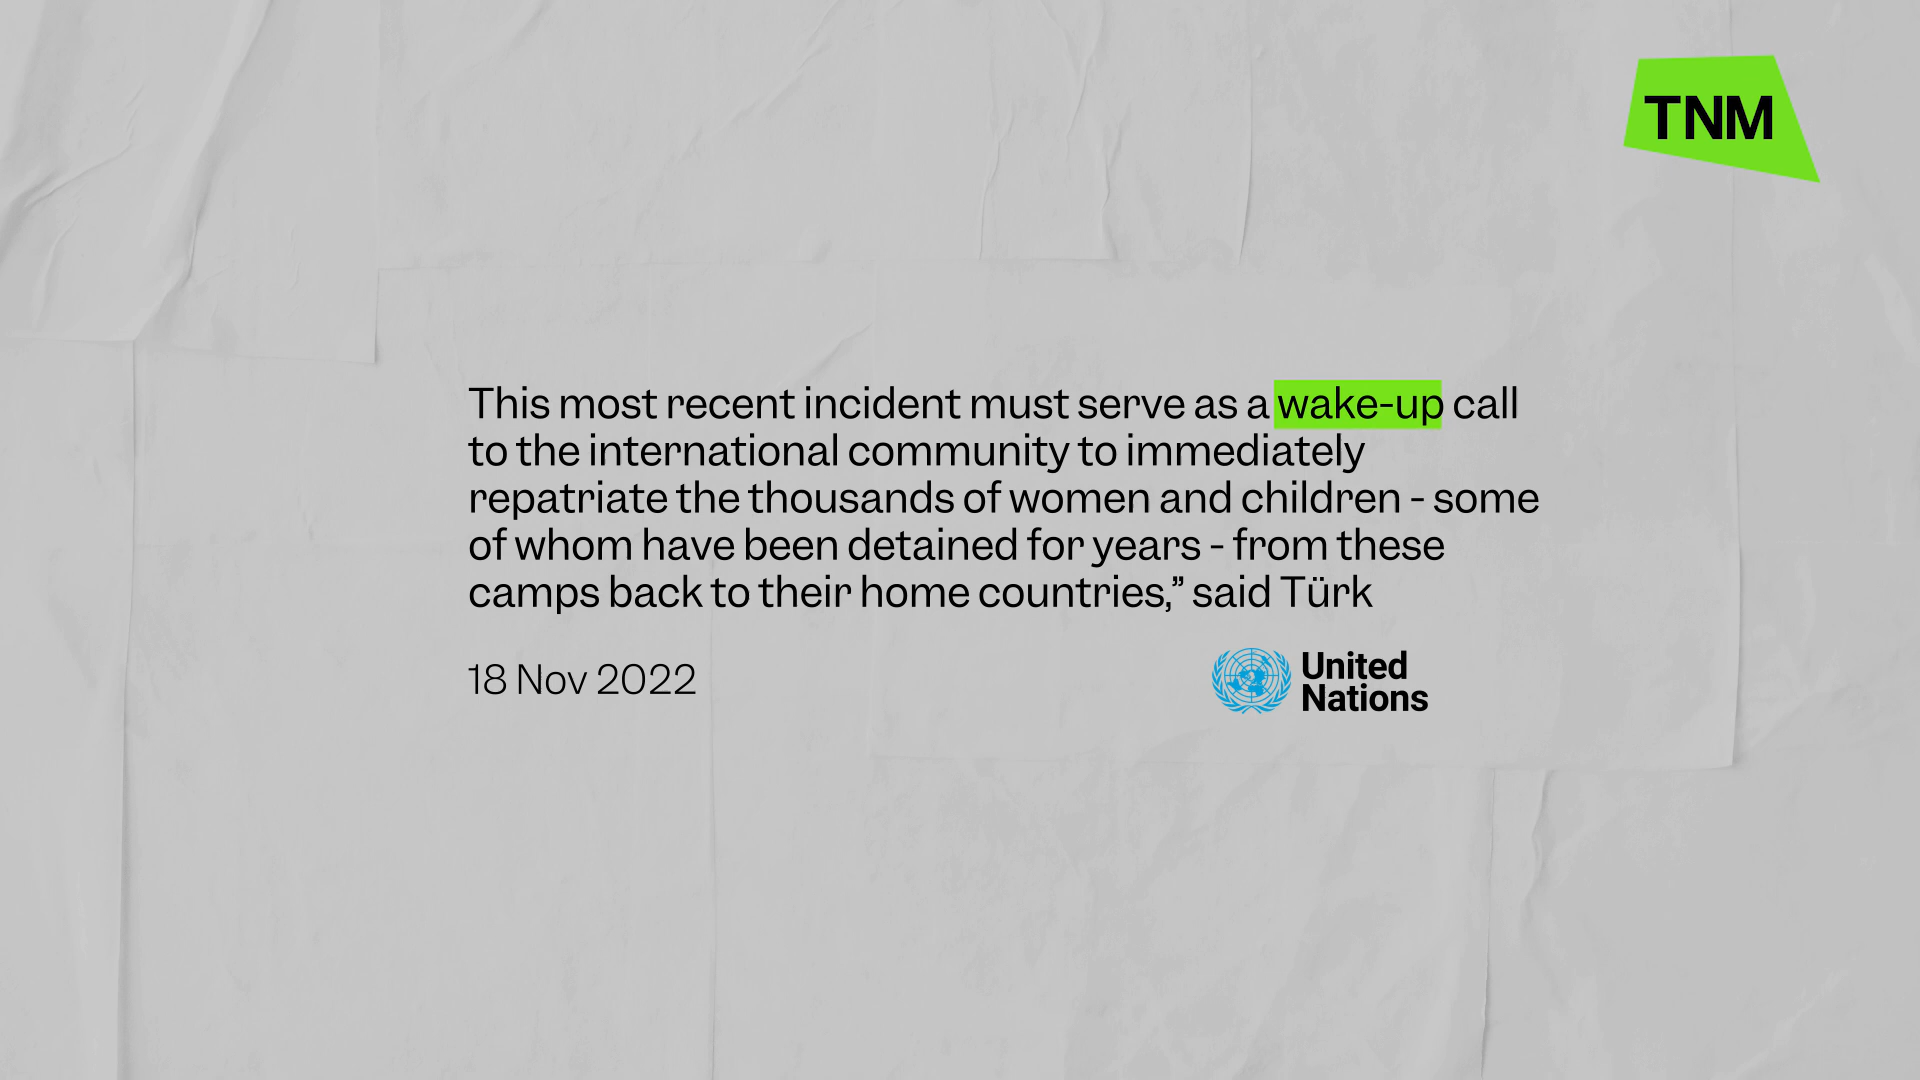 TNM
This most recent incident must serve as a wake-up call
to the international community to immediately
repatriate the thousands of women and children - some
of whom have been detained for years - from these
camps back to their home countries,” said Türk
18 Nov 2022
United
Nations